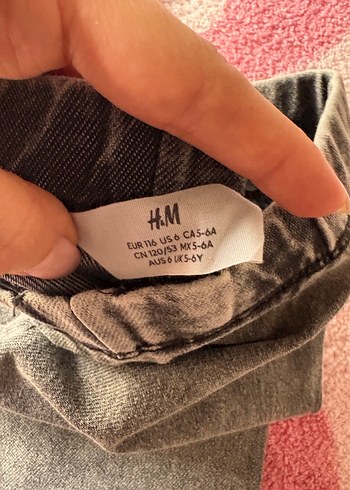 H&M
EUR 116 US 6 CA 5-6A
CN 120/53 MX 5-6A
AUS 6 UK 5-6Y